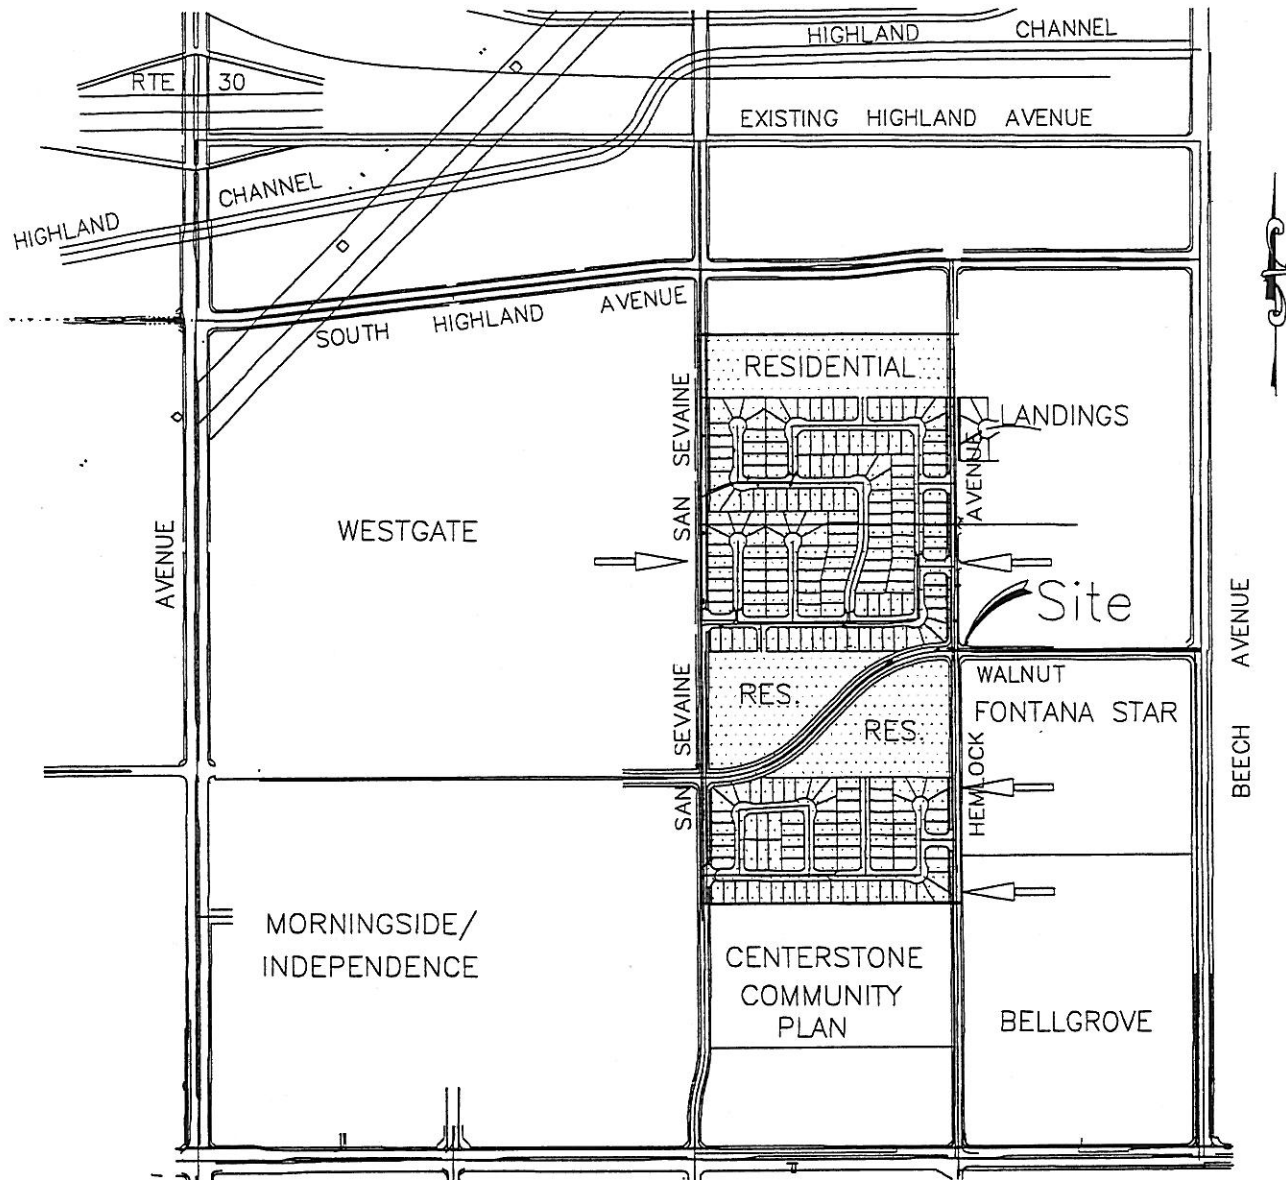 HIGHLAND CHANNEL
RTE 30
EXISTING HIGHLAND AVENUE
HIGHLAND CHANNEL
SOUTH HIGHLAND AVENUE
RESIDENTIAL
SAN SEVAINE
LANDINGS
AVENUE
WESTGATE
AVENUE
Site
BEECH AVENUE
WALNUT
FONTANA STAR
RES.
RES.
SAN SEVAINE
HEMLOCK
MORNINGSIDE/
INDEPENDENCE
CENTERSTONE
COMMUNITY
PLAN
BELLGROVE